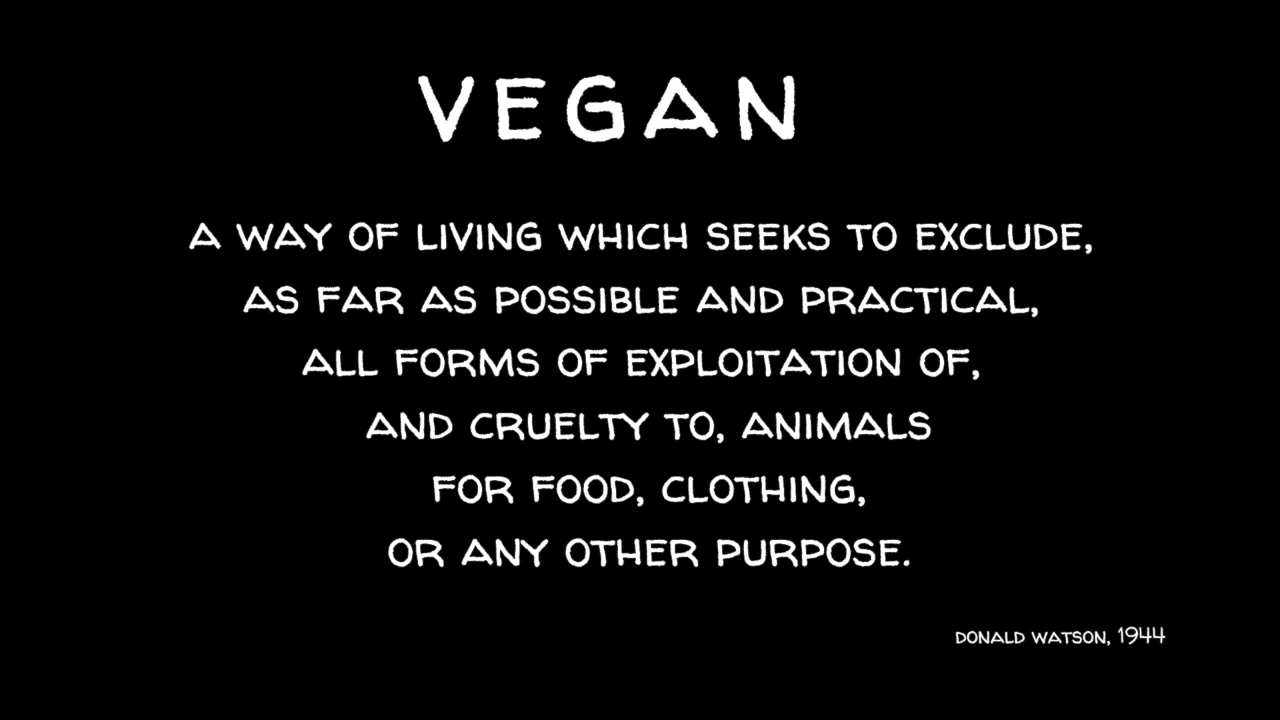 VEGAN
A WAY OF LIVING WHICH SEEKS TO EXCLUDE,
AS FAR AS POSSIBLE AND PRACTICAL,
ALL FORMS OF EXPLOITATION OF,
AND CRUELTY TO, ANIMALS
FOR FOOD, CLOTHING,
OR ANY OTHER PURPOSE.
DONALD WATSON, 1944